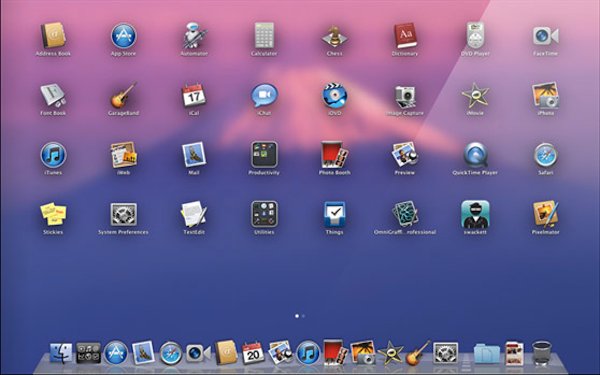 Address Book App Store Automator Calculator Chess Dictionary DVD Player FaceTime
Aa
Font Book GarageBand iCal iChat iDVD Image Capture iMovie iPhoto
17
iTunes iWeb Mail Productivity Photo Booth Preview QuickTime Player Safari
Stickies System Preferences TextEdit Utilities Things OmniGraffl...rofessional swackett Pixelmator
20